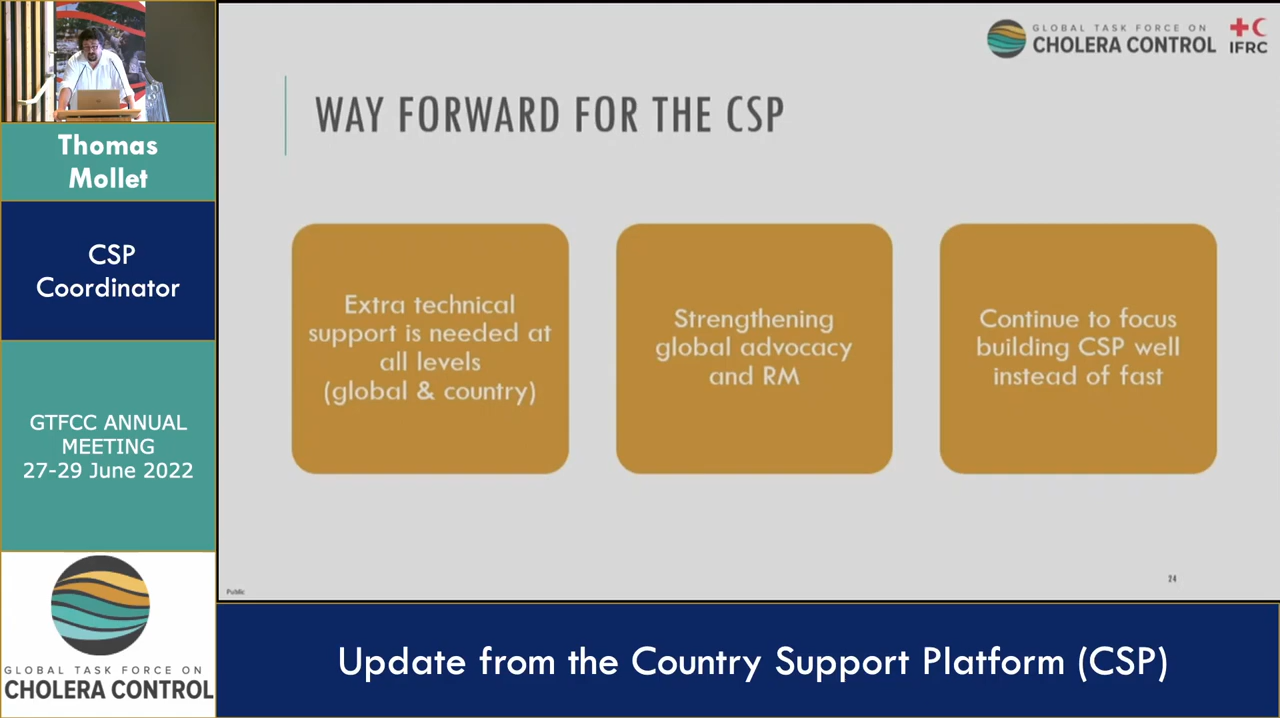 Thomas
Mollet
CSP
Coordinator
GTFCC ANNUAL
MEETING
27-29 June 2022
GLOBAL TASK FORCE ON
CHOLERA CONTROL
GLOBAL TASK FORCE ON
CHOLERA CONTROL
IFRC
WAY FORWARD FOR THE CSP
Extra technical
support is needed at
all levels
(global & country)
Strengthening
global advocacy
and RM
Continue to focus
building CSP well
instead of fast
Public
24
Update from the Country Support Platform (CSP)